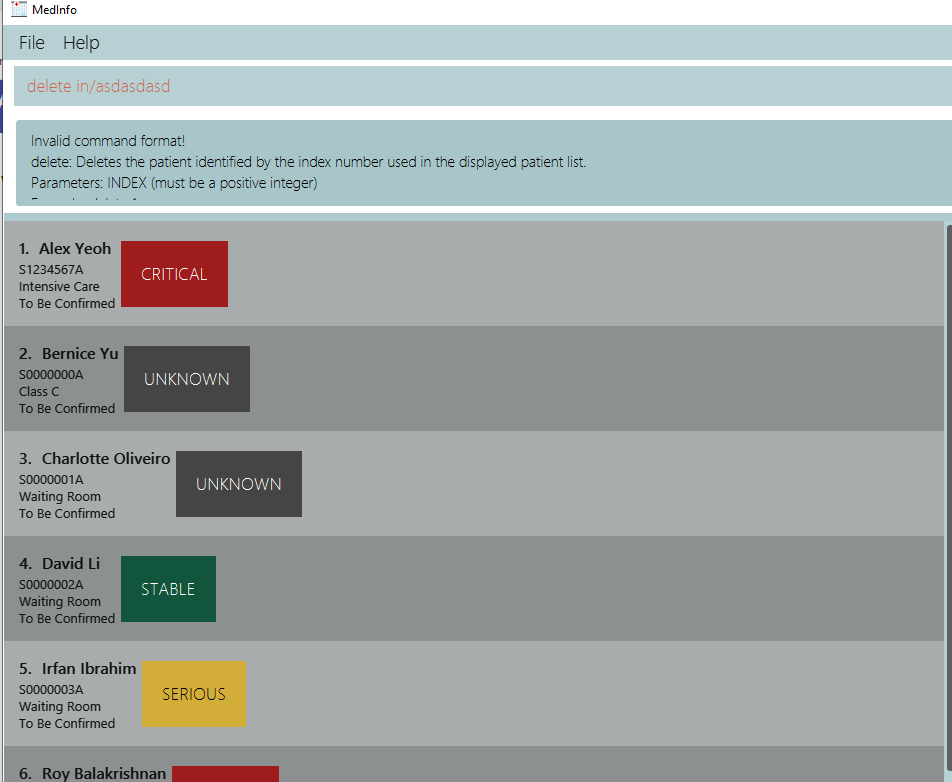 MedInfo
File Help
delete in/asdasdasd
Invalid command format!
delete: Deletes the patient identified by the index number used in the displayed patient list.
Parameters: INDEX (must be a positive integer)
1. Alex Yeoh
S1234567A
Intensive Care
To Be Confirmed
CRITICAL
2. Bernice Yu
S0000000A
Class C
To Be Confirmed
UNKNOWN
3. Charlotte Oliveiro
S0000001A
Waiting Room
To Be Confirmed
UNKNOWN
4. David Li
S0000002A
Waiting Room
To Be Confirmed
STABLE
5. Irfan Ibrahim
S0000003A
Waiting Room
To Be Confirmed
SERIOUS
6. Roy Balakrishnan